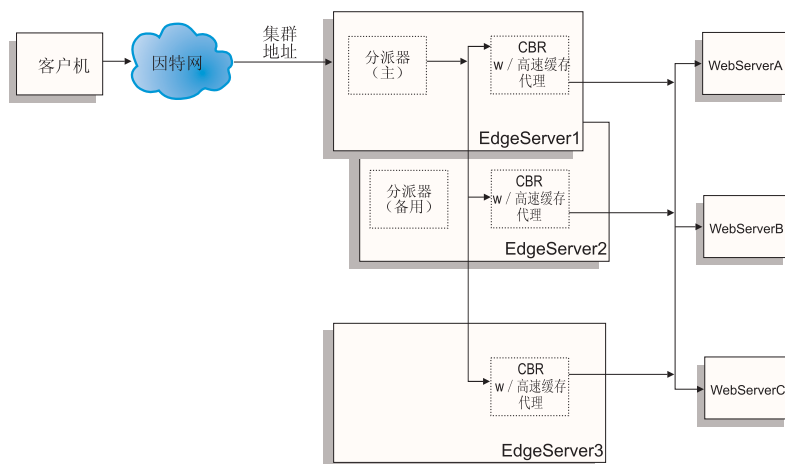 客户机
因特网
集群
地址
分派器
（主）
CBR
w / 高速缓存
代理
EdgeServer1
分派器
（备用）
CBR
w / 高速缓存
代理
EdgeServer2
CBR
w / 高速缓存
代理
EdgeServer3
WebServerA
WebServerB
WebServerC